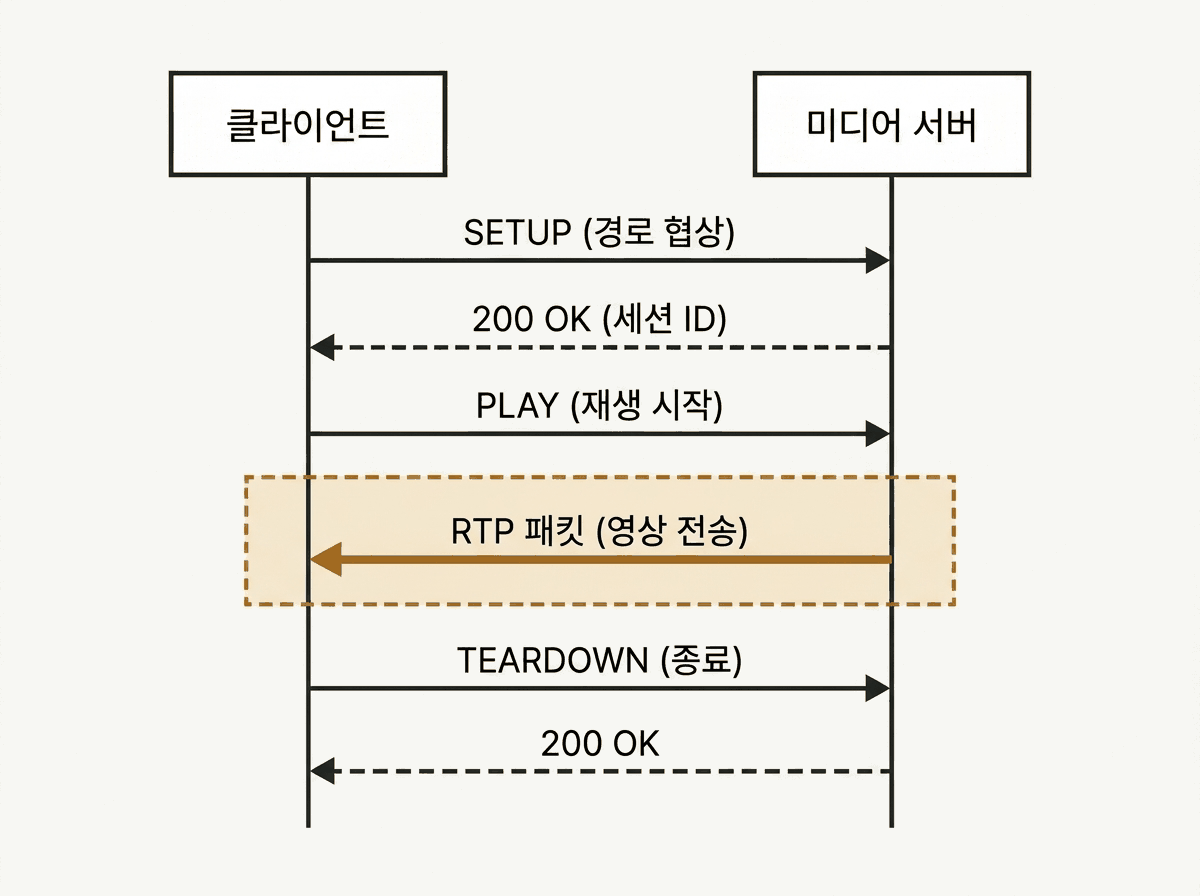 클라이언트
미디어 서버
SETUP (경로 협상)
200 OK (세션 ID)
PLAY (재생 시작)
RTP 패킷 (영상 전송)
TEARDOWN (종료)
200 OK